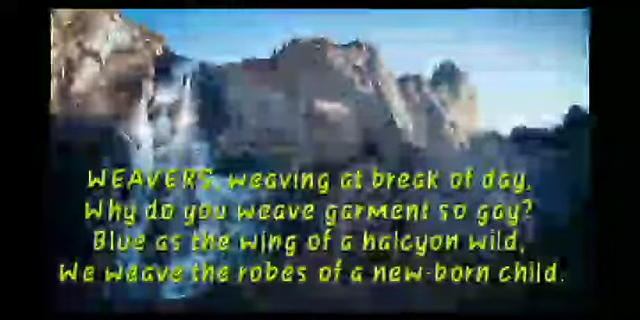 WEAVERS, weaving at break of day,
Why do you weave garment so gay?
Blue as the wing of a halcyon wild,
We weave the robes of a new-born child.